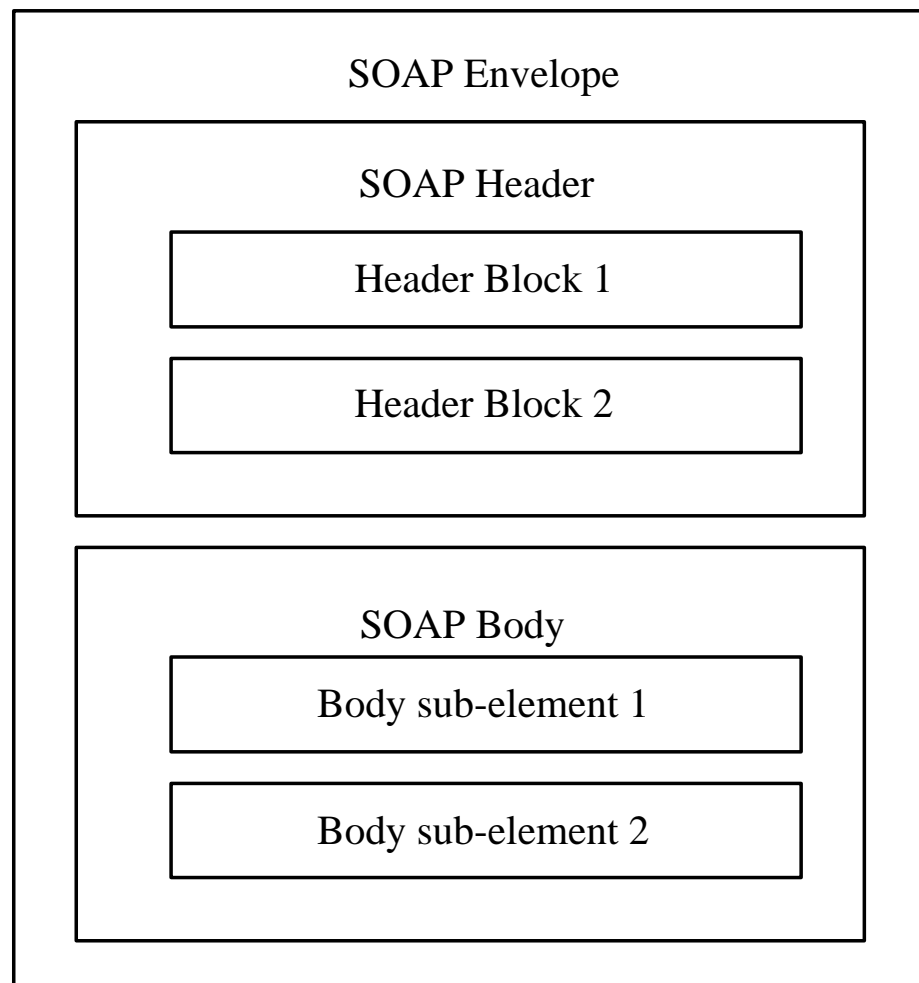 SOAP Envelope
SOAP Header
Header Block 1
Header Block 2
SOAP Body
Body sub-element 1
Body sub-element 2